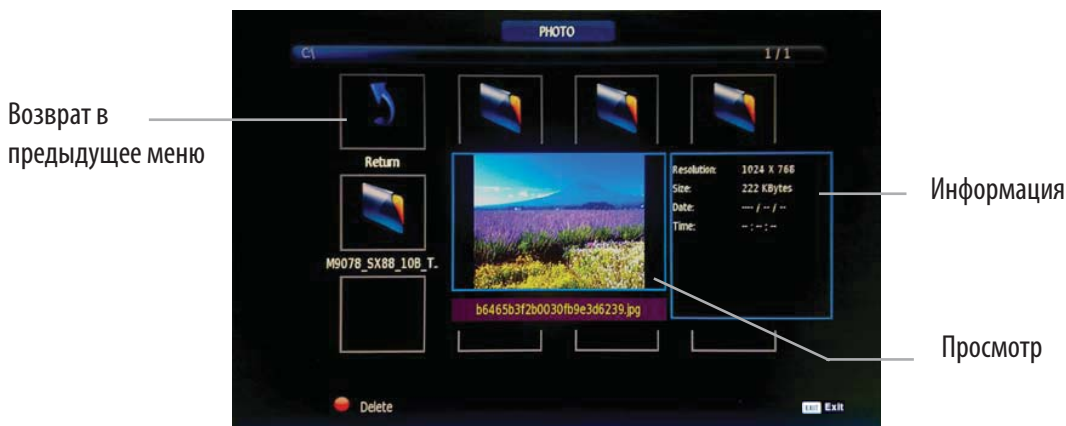 PHOTO
C:\
1 / 1
Возврат в
предыдущее меню
Return
Resolution: 1024 X 768
Size: 222 KBytes
Date: ---- / -- / --
Time: -- : -- : --
Информация
M9078_SX88_10B_T..
b6465b3f2b0030fb9e3d6239.jpg
Просмотр
Delete
EXIT Exit